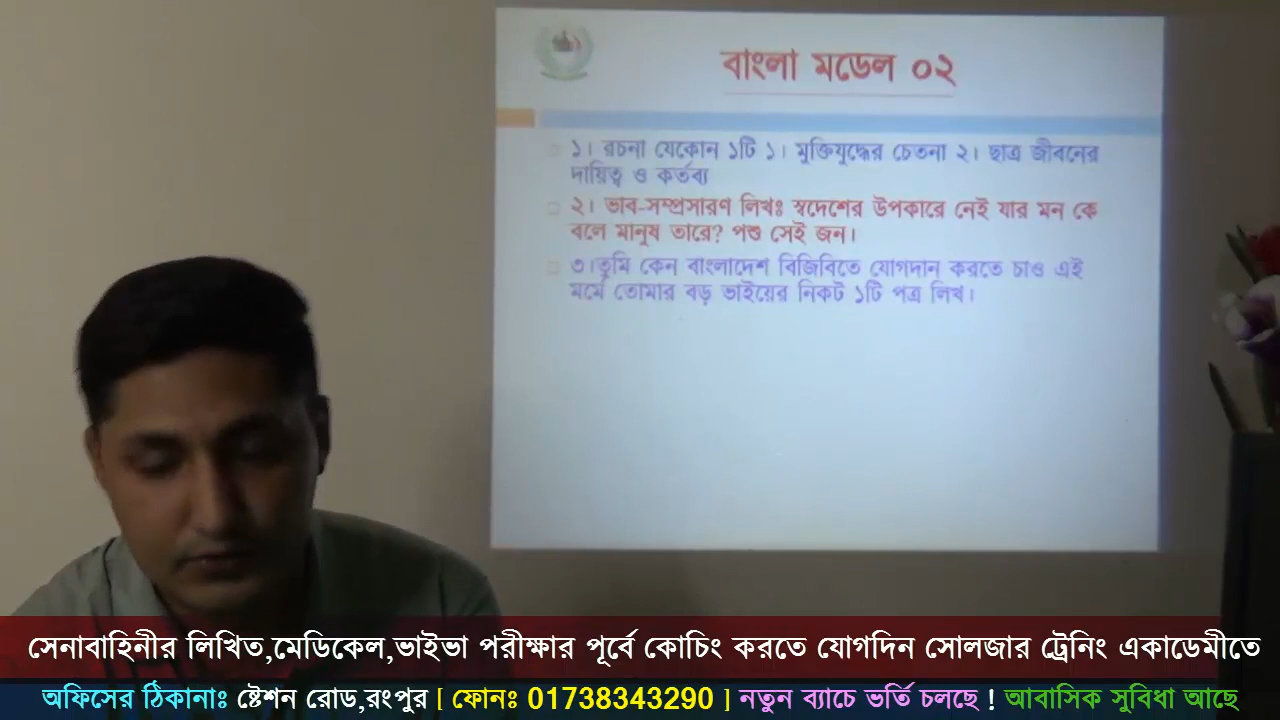 বাংলা মডেল ০২
১। রচনা যেকোন ১টি ১। মুক্তিযুদ্ধের চেতনা ২। ছাত্র জীবনের
দায়িত্ব ও কর্তব্য
২। ভাব-সম্প্রসারণ লিখঃ স্বদেশের উপকারে নেই যার মন কে
বলে মানুষ তারে? পশু সেই জন।
৩।তুমি কেন বাংলাদেশ বিজিবিতে যোগদান করতে চাও এই
মর্মে তোমার বড় ভাইয়ের নিকট ১টি পত্র লিখ।
সেনাবাহিনীর লিখিত,মেডিকেল,ভাইভা পরীক্ষার পূর্বে কোচিং করতে যোগদিন সোলজার ট্রেনিং একাডেমীতে
অফিসের ঠিকানাঃ ষ্টেশন রোড,রংপুর [ ফোনঃ 01738343290 ] নতুন ব্যাচে ভর্তি চলছে ! আবাসিক সুবিধা আছে